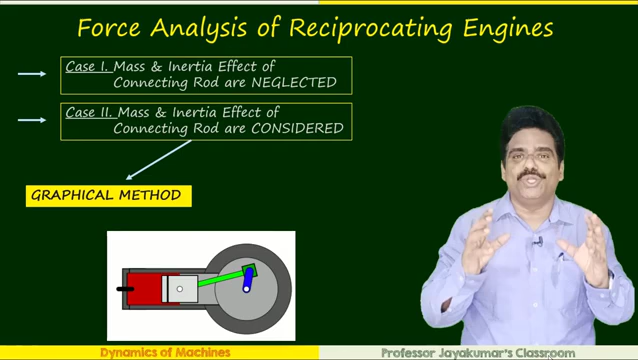 Force Analysis of Reciprocating Engines
Case I. Mass & Inertia Effect of
Connecting Rod are NEGLECTED
Case II. Mass & Inertia Effect of
Connecting Rod are CONSIDERED
GRAPHICAL METHOD
Dynamics of Machines
Professor Jayakumar's Classroom